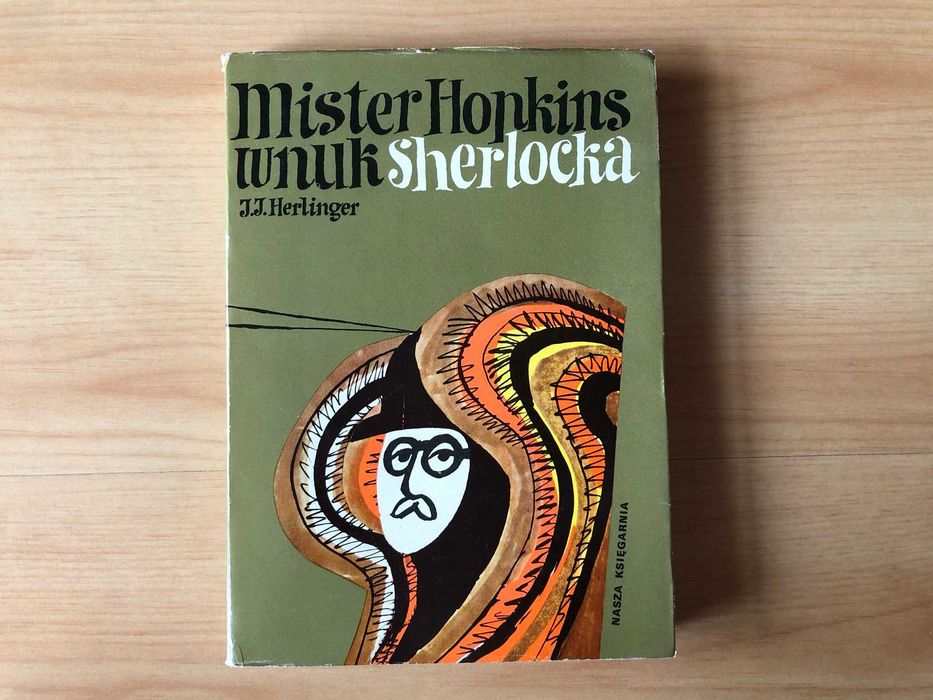 Mister Hopkins
wnuk sherlocka
J.J. Herlinger
NASZA KSIĘGARNIA